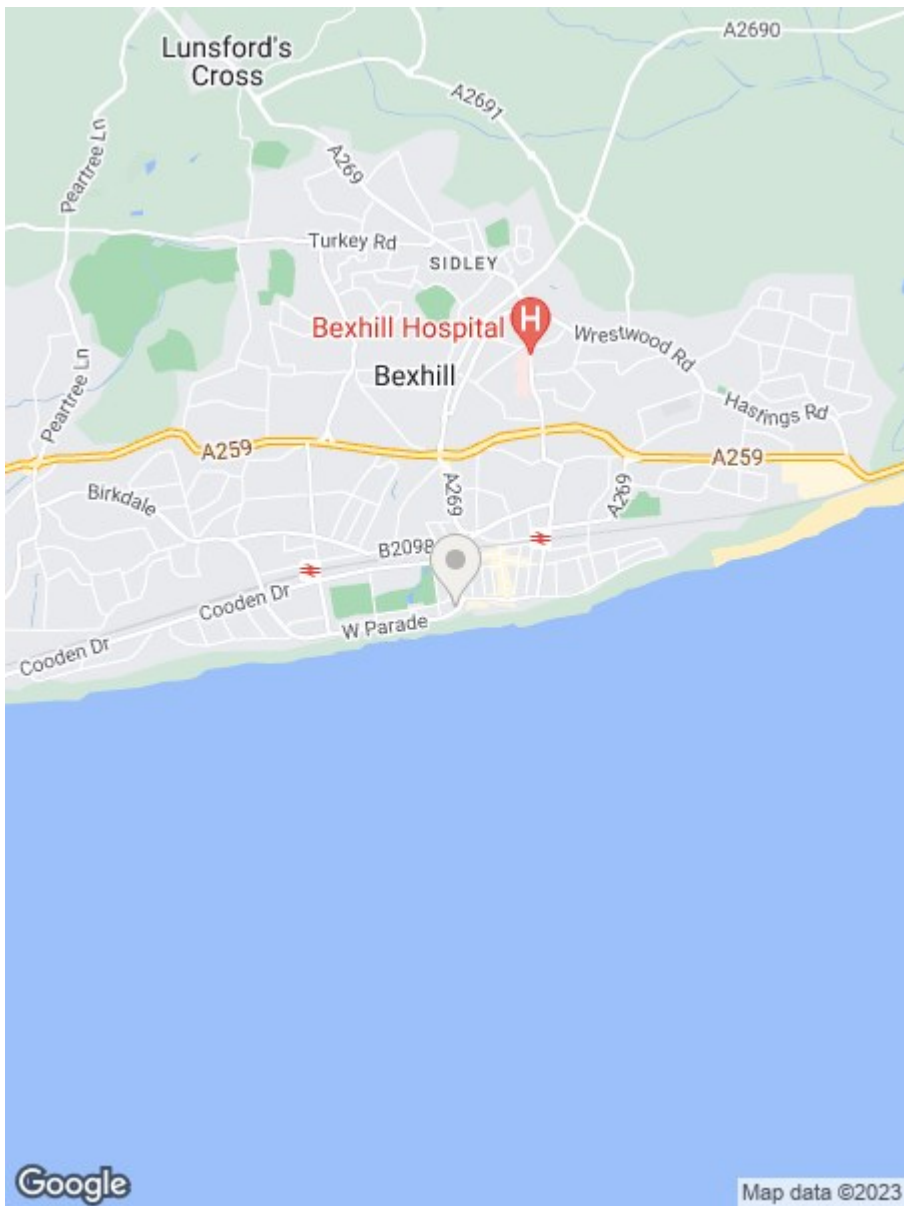 A2690
Lunsford's
Cross
A2691
Peartree Ln
A269
Turkey Rd
SIDLEY
Bexhill Hospital
H
Wrestwood Rd
Peartree Ln
Bexhill
Hastings Rd
A259
A259
Birkdale
A269
A269
B2098
Cooden Dr
W Parade
Cooden Dr
Google
Map data ©2023